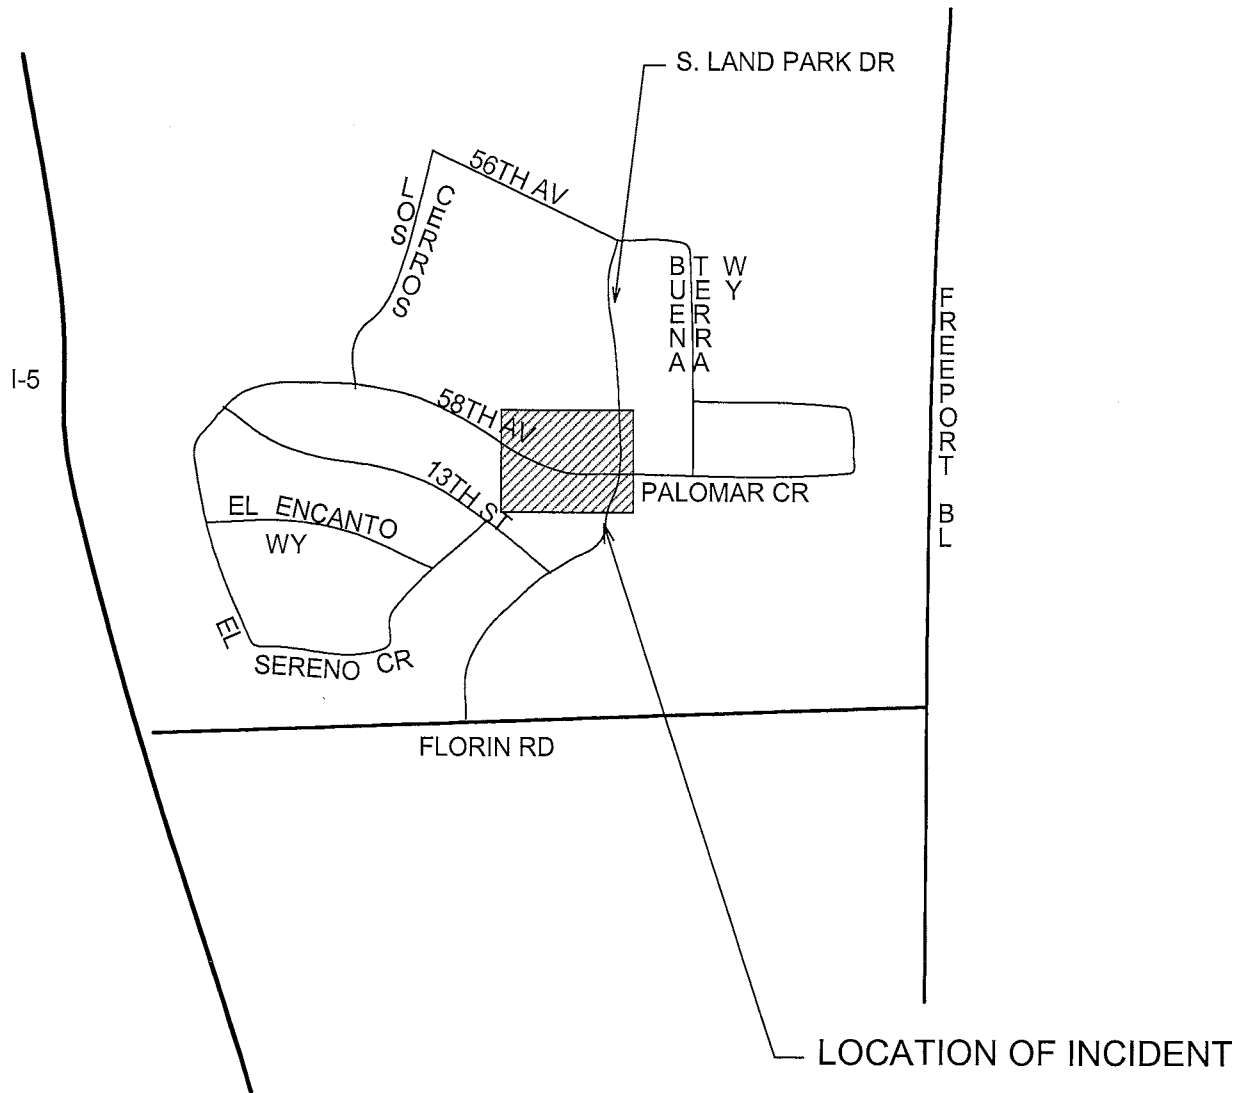 S. LAND PARK DR
56TH AV
LOS
CERROS
BUENA
TERRA
WY
FREEPORT BL
I-5
58TH AV
13TH ST
PALOMAR CR
EL ENCANTO
WY
EL
SERENO CR
FLORIN RD
LOCATION OF INCIDENT